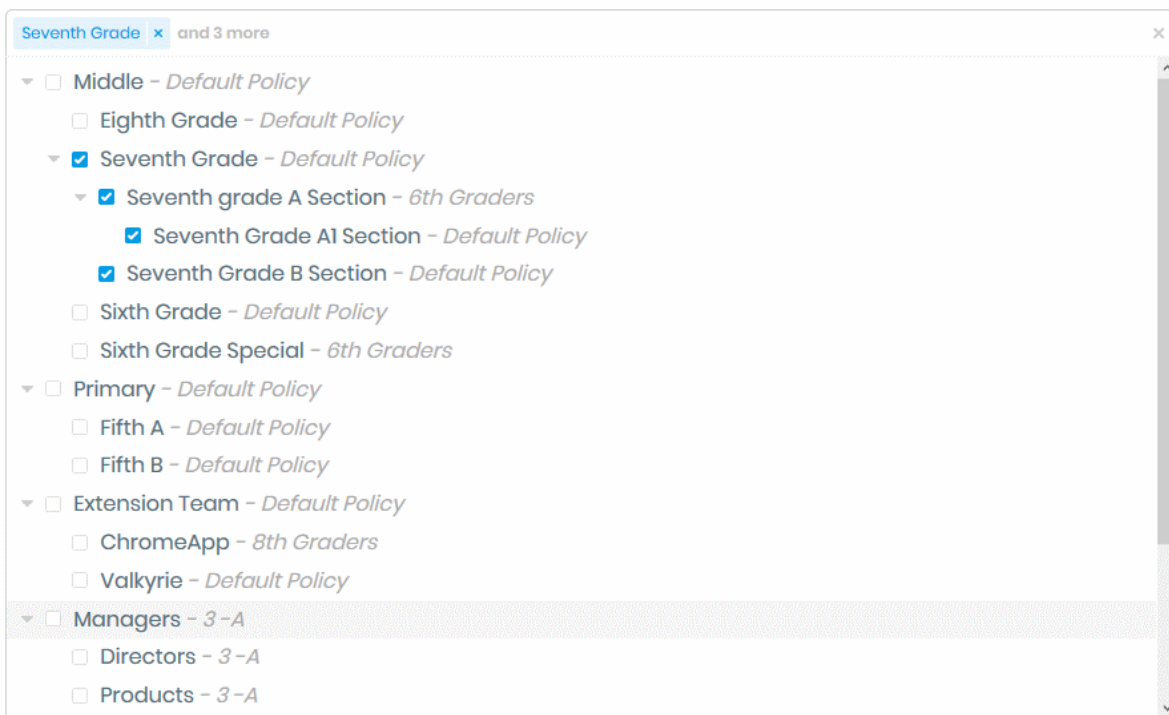 Seventh Grade × and 3 more ×
Middle - Default Policy
Eighth Grade - Default Policy
Seventh Grade - Default Policy
Seventh grade A Section - 6th Graders
Seventh Grade A1 Section - Default Policy
Seventh Grade B Section - Default Policy
Sixth Grade - Default Policy
Sixth Grade Special - 6th Graders
Primary - Default Policy
Fifth A - Default Policy
Fifth B - Default Policy
Extension Team - Default Policy
ChromeApp - 8th Graders
Valkyrie - Default Policy
Managers - 3 -A
Directors - 3 -A
Products - 3 -A